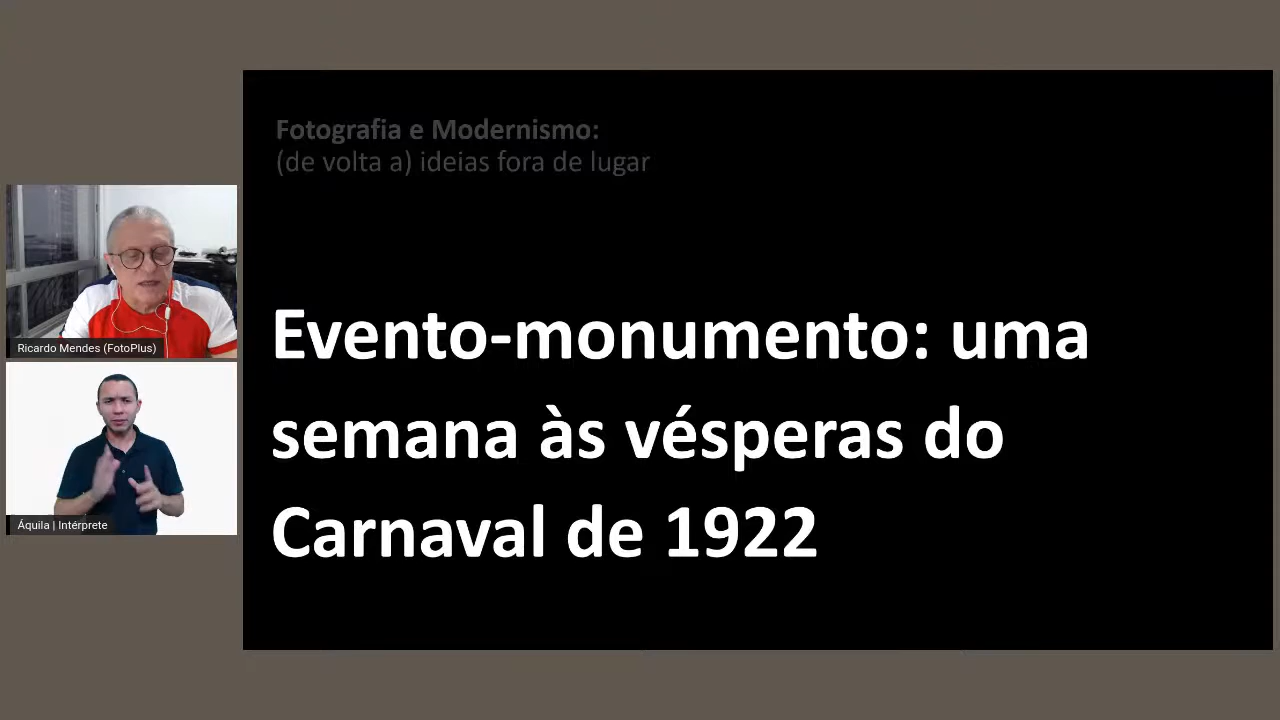 Fotografia e Modernismo:
(de volta a) ideias fora de lugar
Evento-monumento: uma
semana às vésperas do
Carnaval de 1922
Ricardo Mendes (FotoPlus)
Áquila | Intérprete